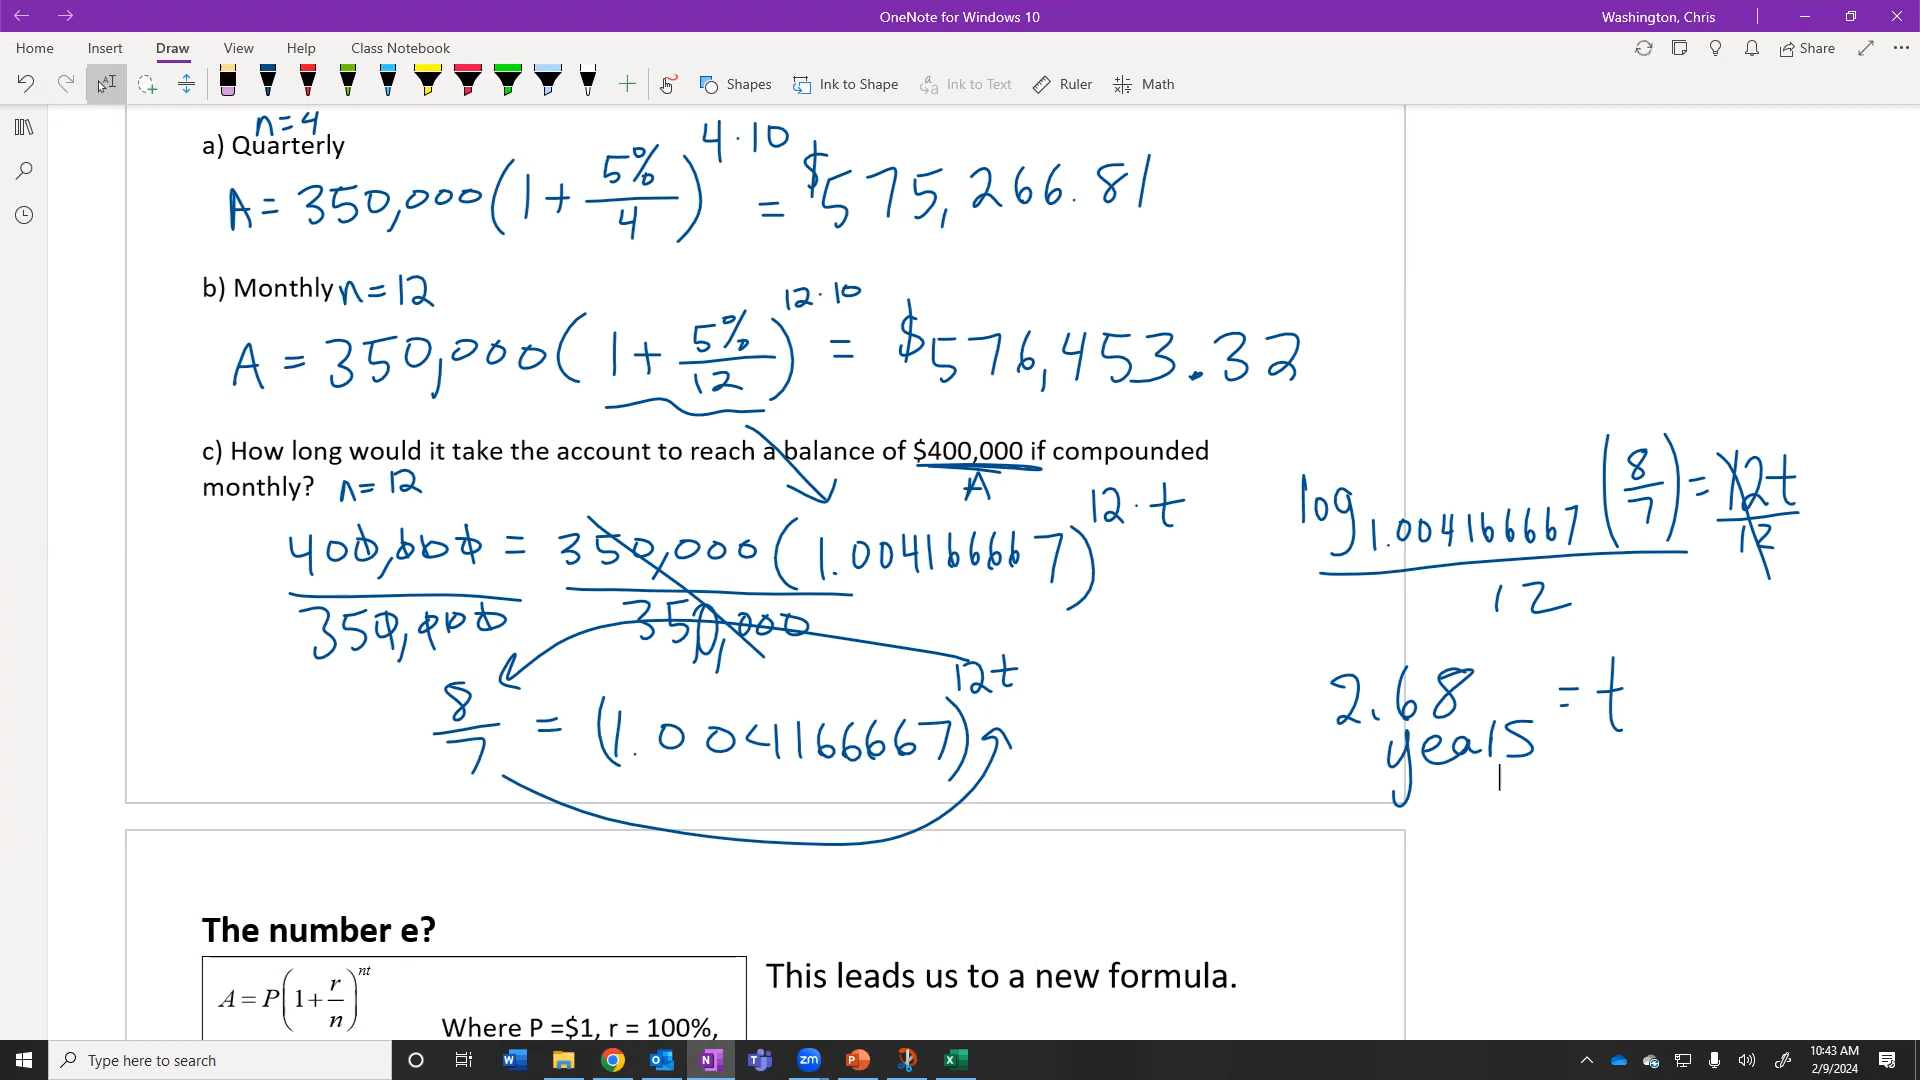 OneNote for Windows 10
Washington, Chris
Home Insert Draw View Help Class Notebook
Share
Shapes Ink to Shape Ink to Text Ruler Math
n=4
a) Quarterly
A = 350,000(1 + 5%/4)^4·10 = $575,266.81
b) Monthly n = 12
A = 350,000(1 + 5%/12)^12·10 = $576,453.32
c) How long would it take the account to reach a balance of $400,000 if compounded
A
monthly? n = 12
400,000/350,000 = 350,000(1.004166667)^12·t/350,000
8/7 = (1.004166667)^12t
log_1.004166667(8/7)/12 = 12t/12
2.68 years = t
The number e?
A = P(1 + r/n)^nt
Where P =$1, r = 100%,
This leads us to a new formula.
Type here to search
10:43 AM
2/9/2024